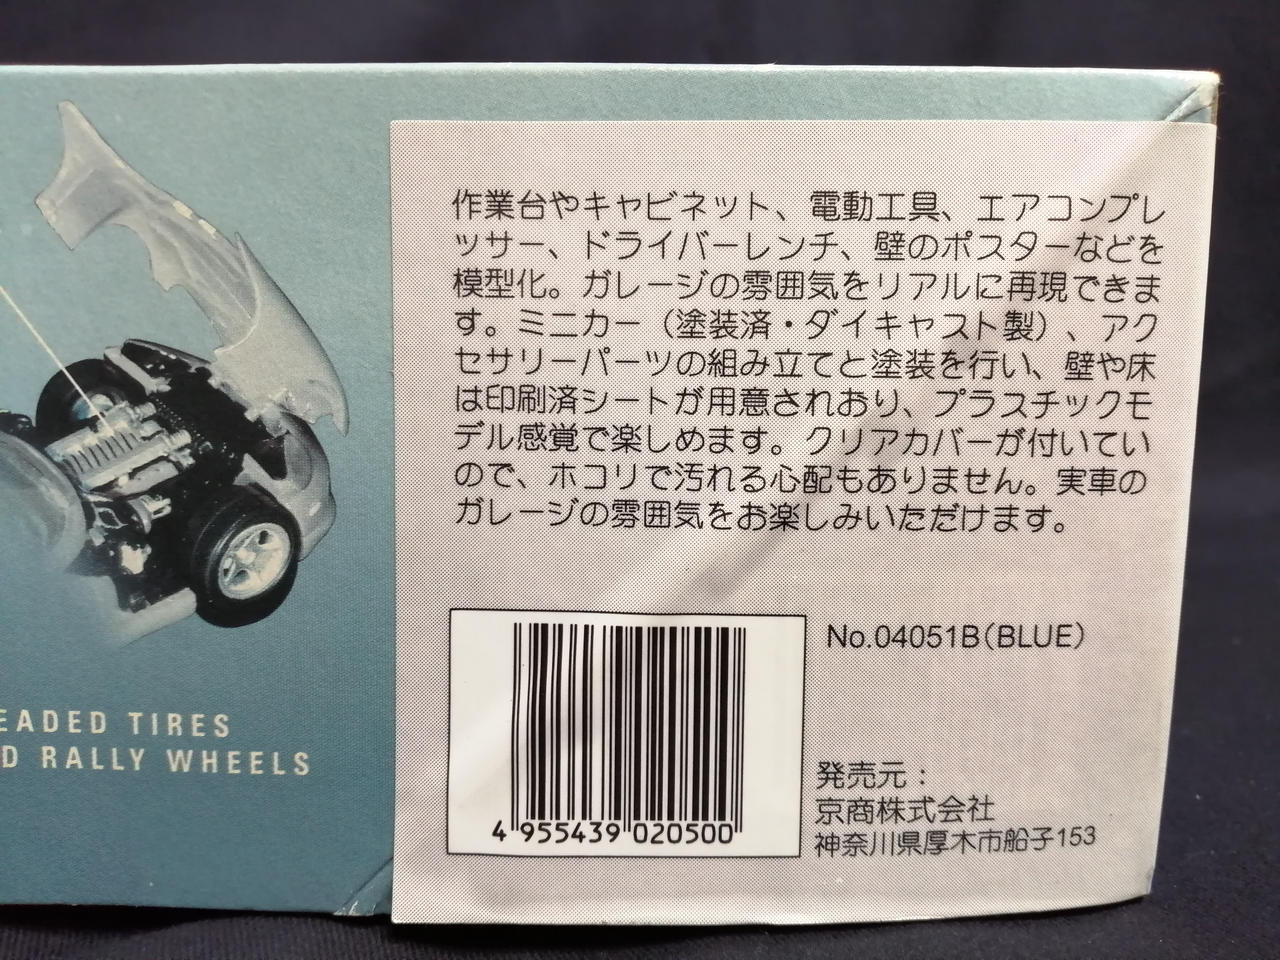 作業台やキャビネット、電動工具、エアコンプレ
ッサー、ドライバーレンチ、壁のポスターなどを
模型化。ガレージの雰囲気をリアルに再現できま
す。ミニカー（塗装済・ダイキャスト製）、アク
セサリーパーツの組み立てと塗装を行い、壁や床
は印刷済シートが用意されおり、プラスチックモ
デル感覚で楽しめます。クリアカバーが付いてい
ので、ホコリで汚れる心配もありません。実車の
ガレージの雰囲気をお楽しみいただけます。
No.04051B(BLUE)
4 955439 020500
発売元：
京商株式会社
神奈川県厚木市船子153
EADED TIRES
D RALLY WHEELS